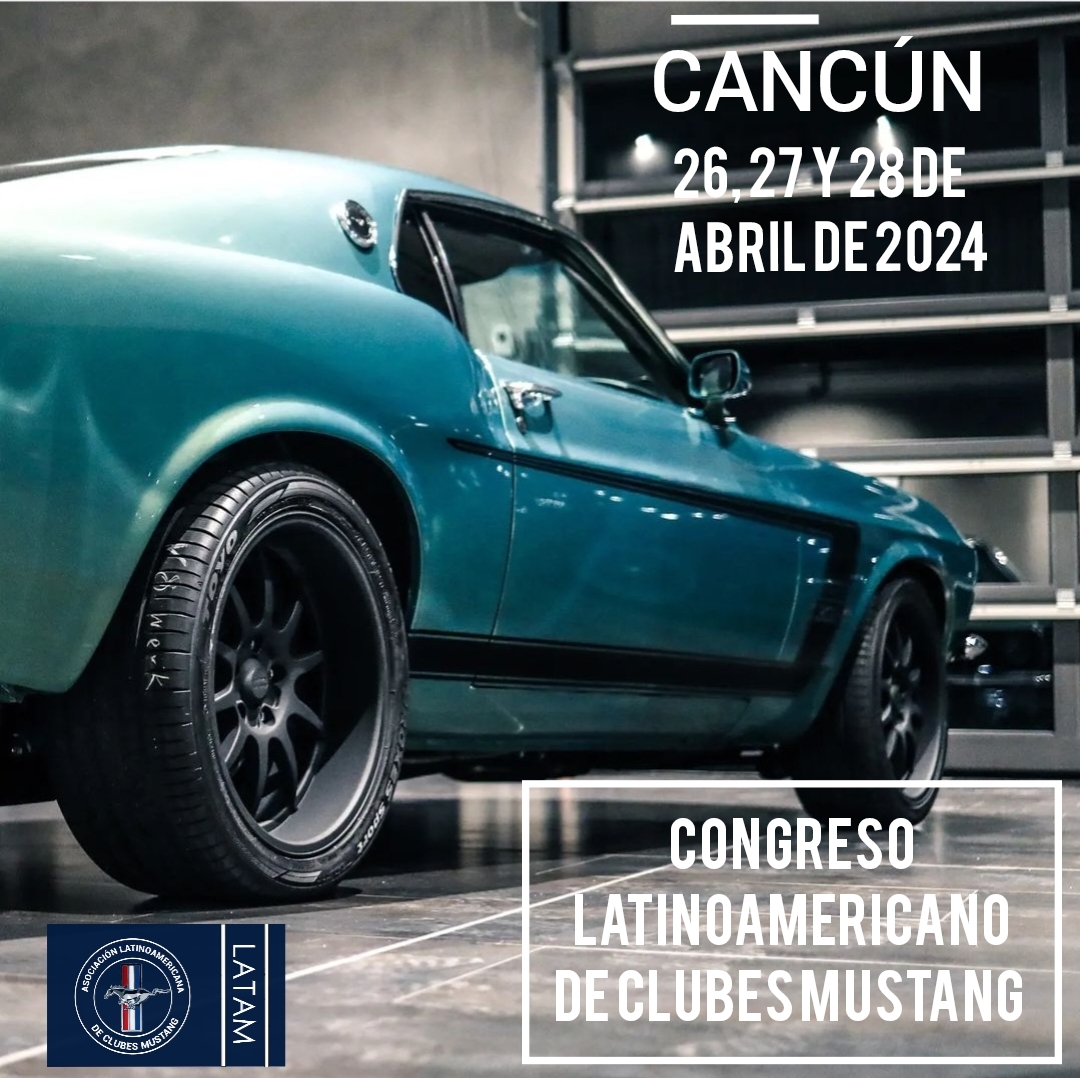 CANCÚN
26, 27 Y 28 DE
ABRIL DE 2024
TOYO
CONGRESO
LATINOAMERICANO
DE CLUBES MUSTANG
ASOCIACIÓN LATINOAMERICANA
DE CLUBES MUSTANG
LATAM